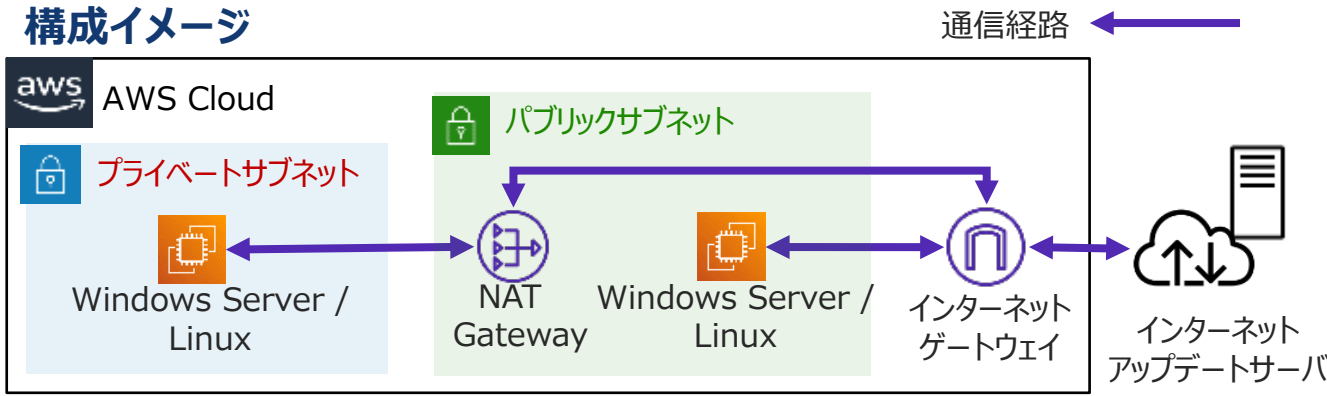 構成イメージ
通信経路
aws
AWS Cloud
パブリックサブネット
プライベートサブネット
Windows Server /
Linux
NAT
Gateway
Windows Server /
Linux
インターネット
ゲートウェイ
インターネット
アップデートサーバ